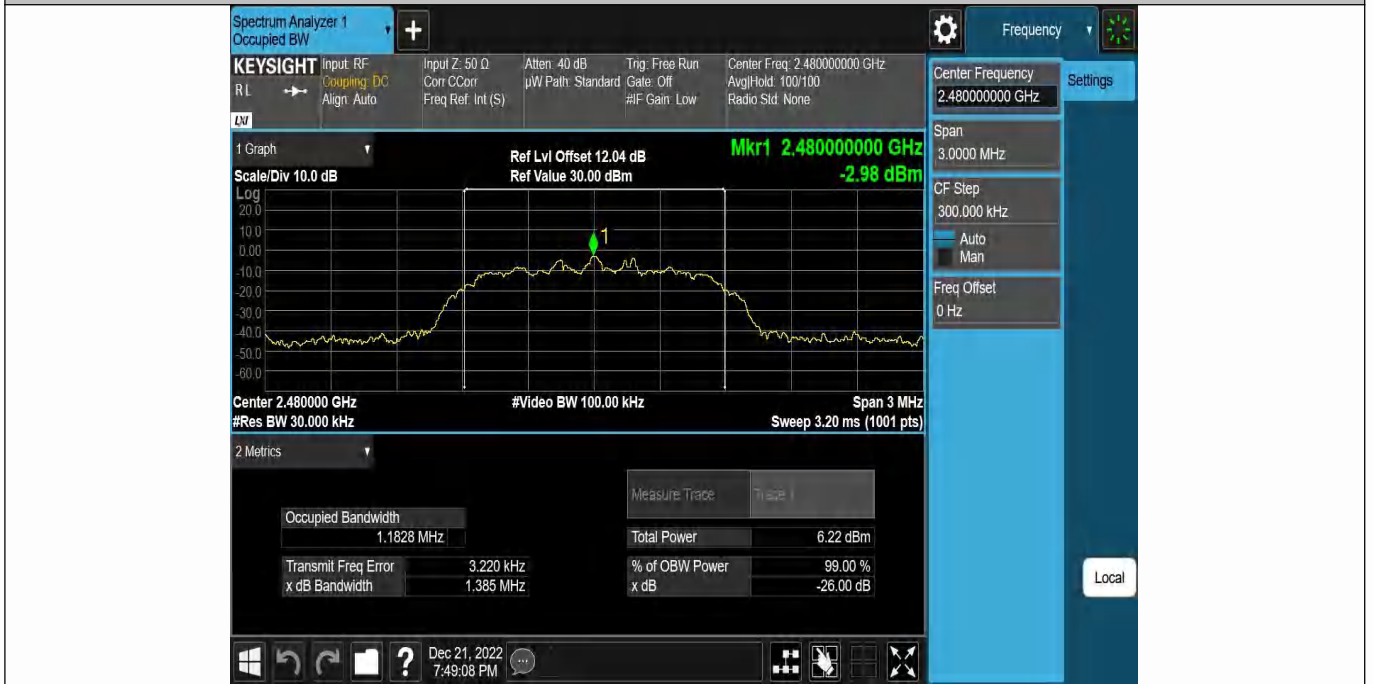 Spectrum Analyzer 1
Occupied BW
Frequency
KEYSIGHT
RL
LXI
Input: RF
Coupling: DC
Align: Auto
Input Z: 50 Ω
Corr CCorr
Freq Ref: Int (S)
Atten: 40 dB
µW Path: Standard
Trig: Free Run
Gate: Off
#IF Gain: Low
Center Freq: 2.480000000 GHz
Avg|Hold: 100/100
Radio Std: None
Center Frequency
2.480000000 GHz
Settings
Span
3.0000 MHz
CF Step
300.000 kHz
Auto
Man
Freq Offset
0 Hz
Local
1 Graph
Scale/Div 10.0 dB
Ref Lvl Offset 12.04 dB
Ref Value 30.00 dBm
Mkr1 2.480000000 GHz
-2.98 dBm
Log
20.0
10.0
0.00
-10.0
-20.0
-30.0
-40.0
-50.0
-60.0
1
Center 2.480000 GHz
#Res BW 30.000 kHz
#Video BW 100.00 kHz
Span 3 MHz
Sweep 3.20 ms (1001 pts)
2 Metrics
Measure Trace
Trace 1
Occupied Bandwidth
1.1828 MHz
Total Power 6.22 dBm
Transmit Freq Error 3.220 kHz
% of OBW Power 99.00 %
x dB Bandwidth 1.385 MHz
x dB -26.00 dB
Dec 21, 2022
7:49:08 PM